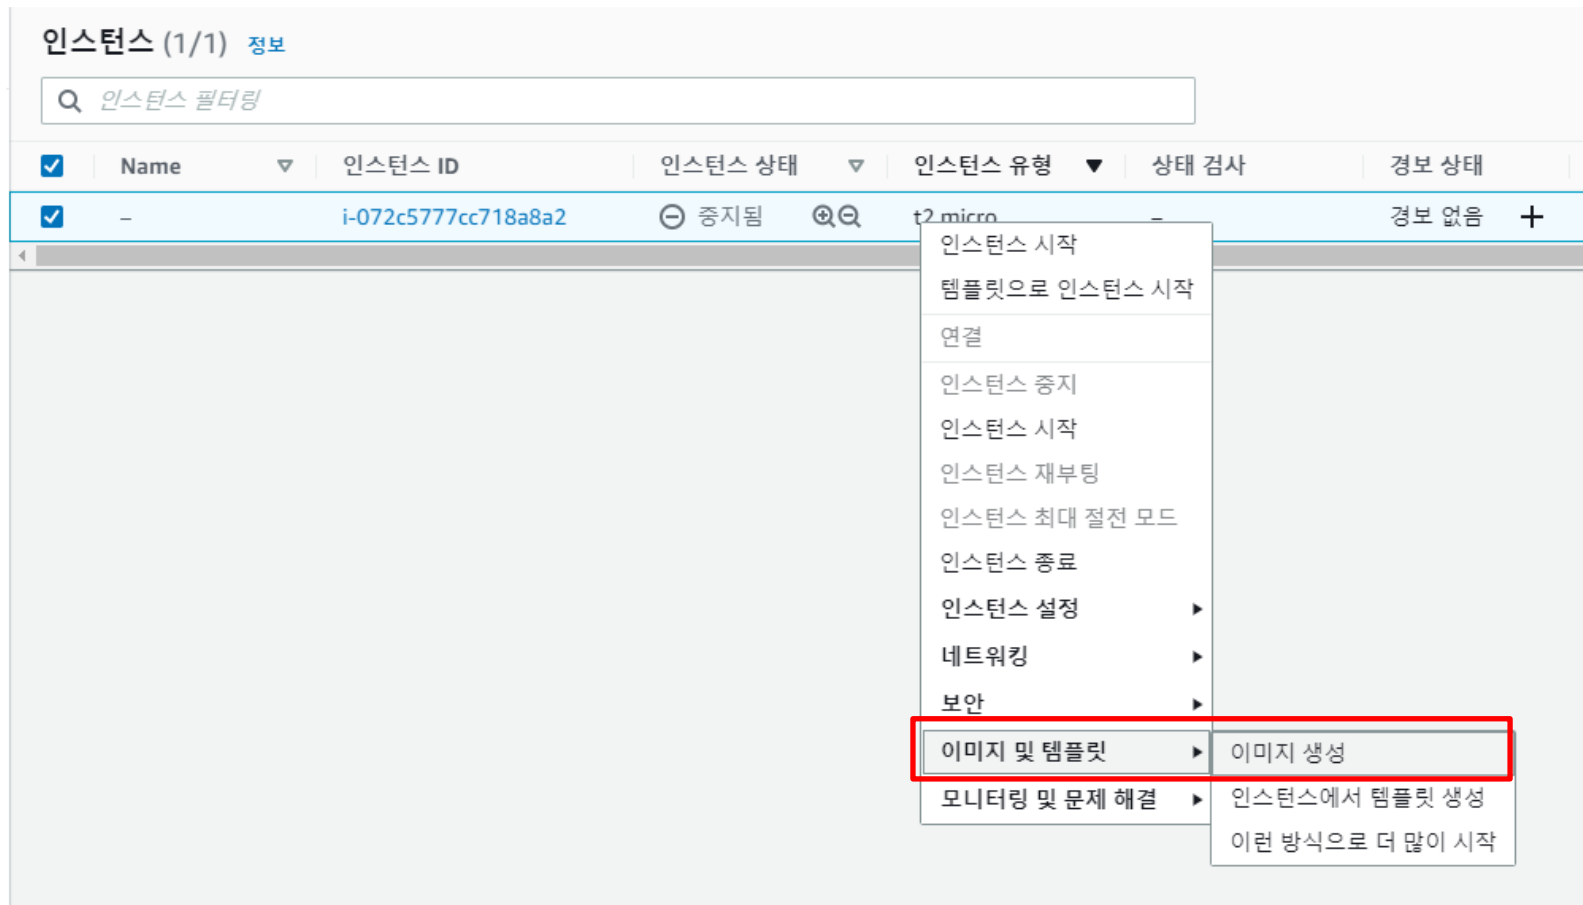 인스턴스 (1/1) 정보
인스턴스 필터링
Name 인스턴스 ID 인스턴스 상태 인스턴스 유형 상태 검사 경보 상태
– i-072c5777cc718a8a2 중지됨 t2.micro – 경보 없음
인스턴스 시작
템플릿으로 인스턴스 시작
연결
인스턴스 중지
인스턴스 시작
인스턴스 재부팅
인스턴스 최대 절전 모드
인스턴스 종료
인스턴스 설정
네트워킹
보안
이미지 및 템플릿 이미지 생성
모니터링 및 문제 해결 인스턴스에서 템플릿 생성
이런 방식으로 더 많이 시작